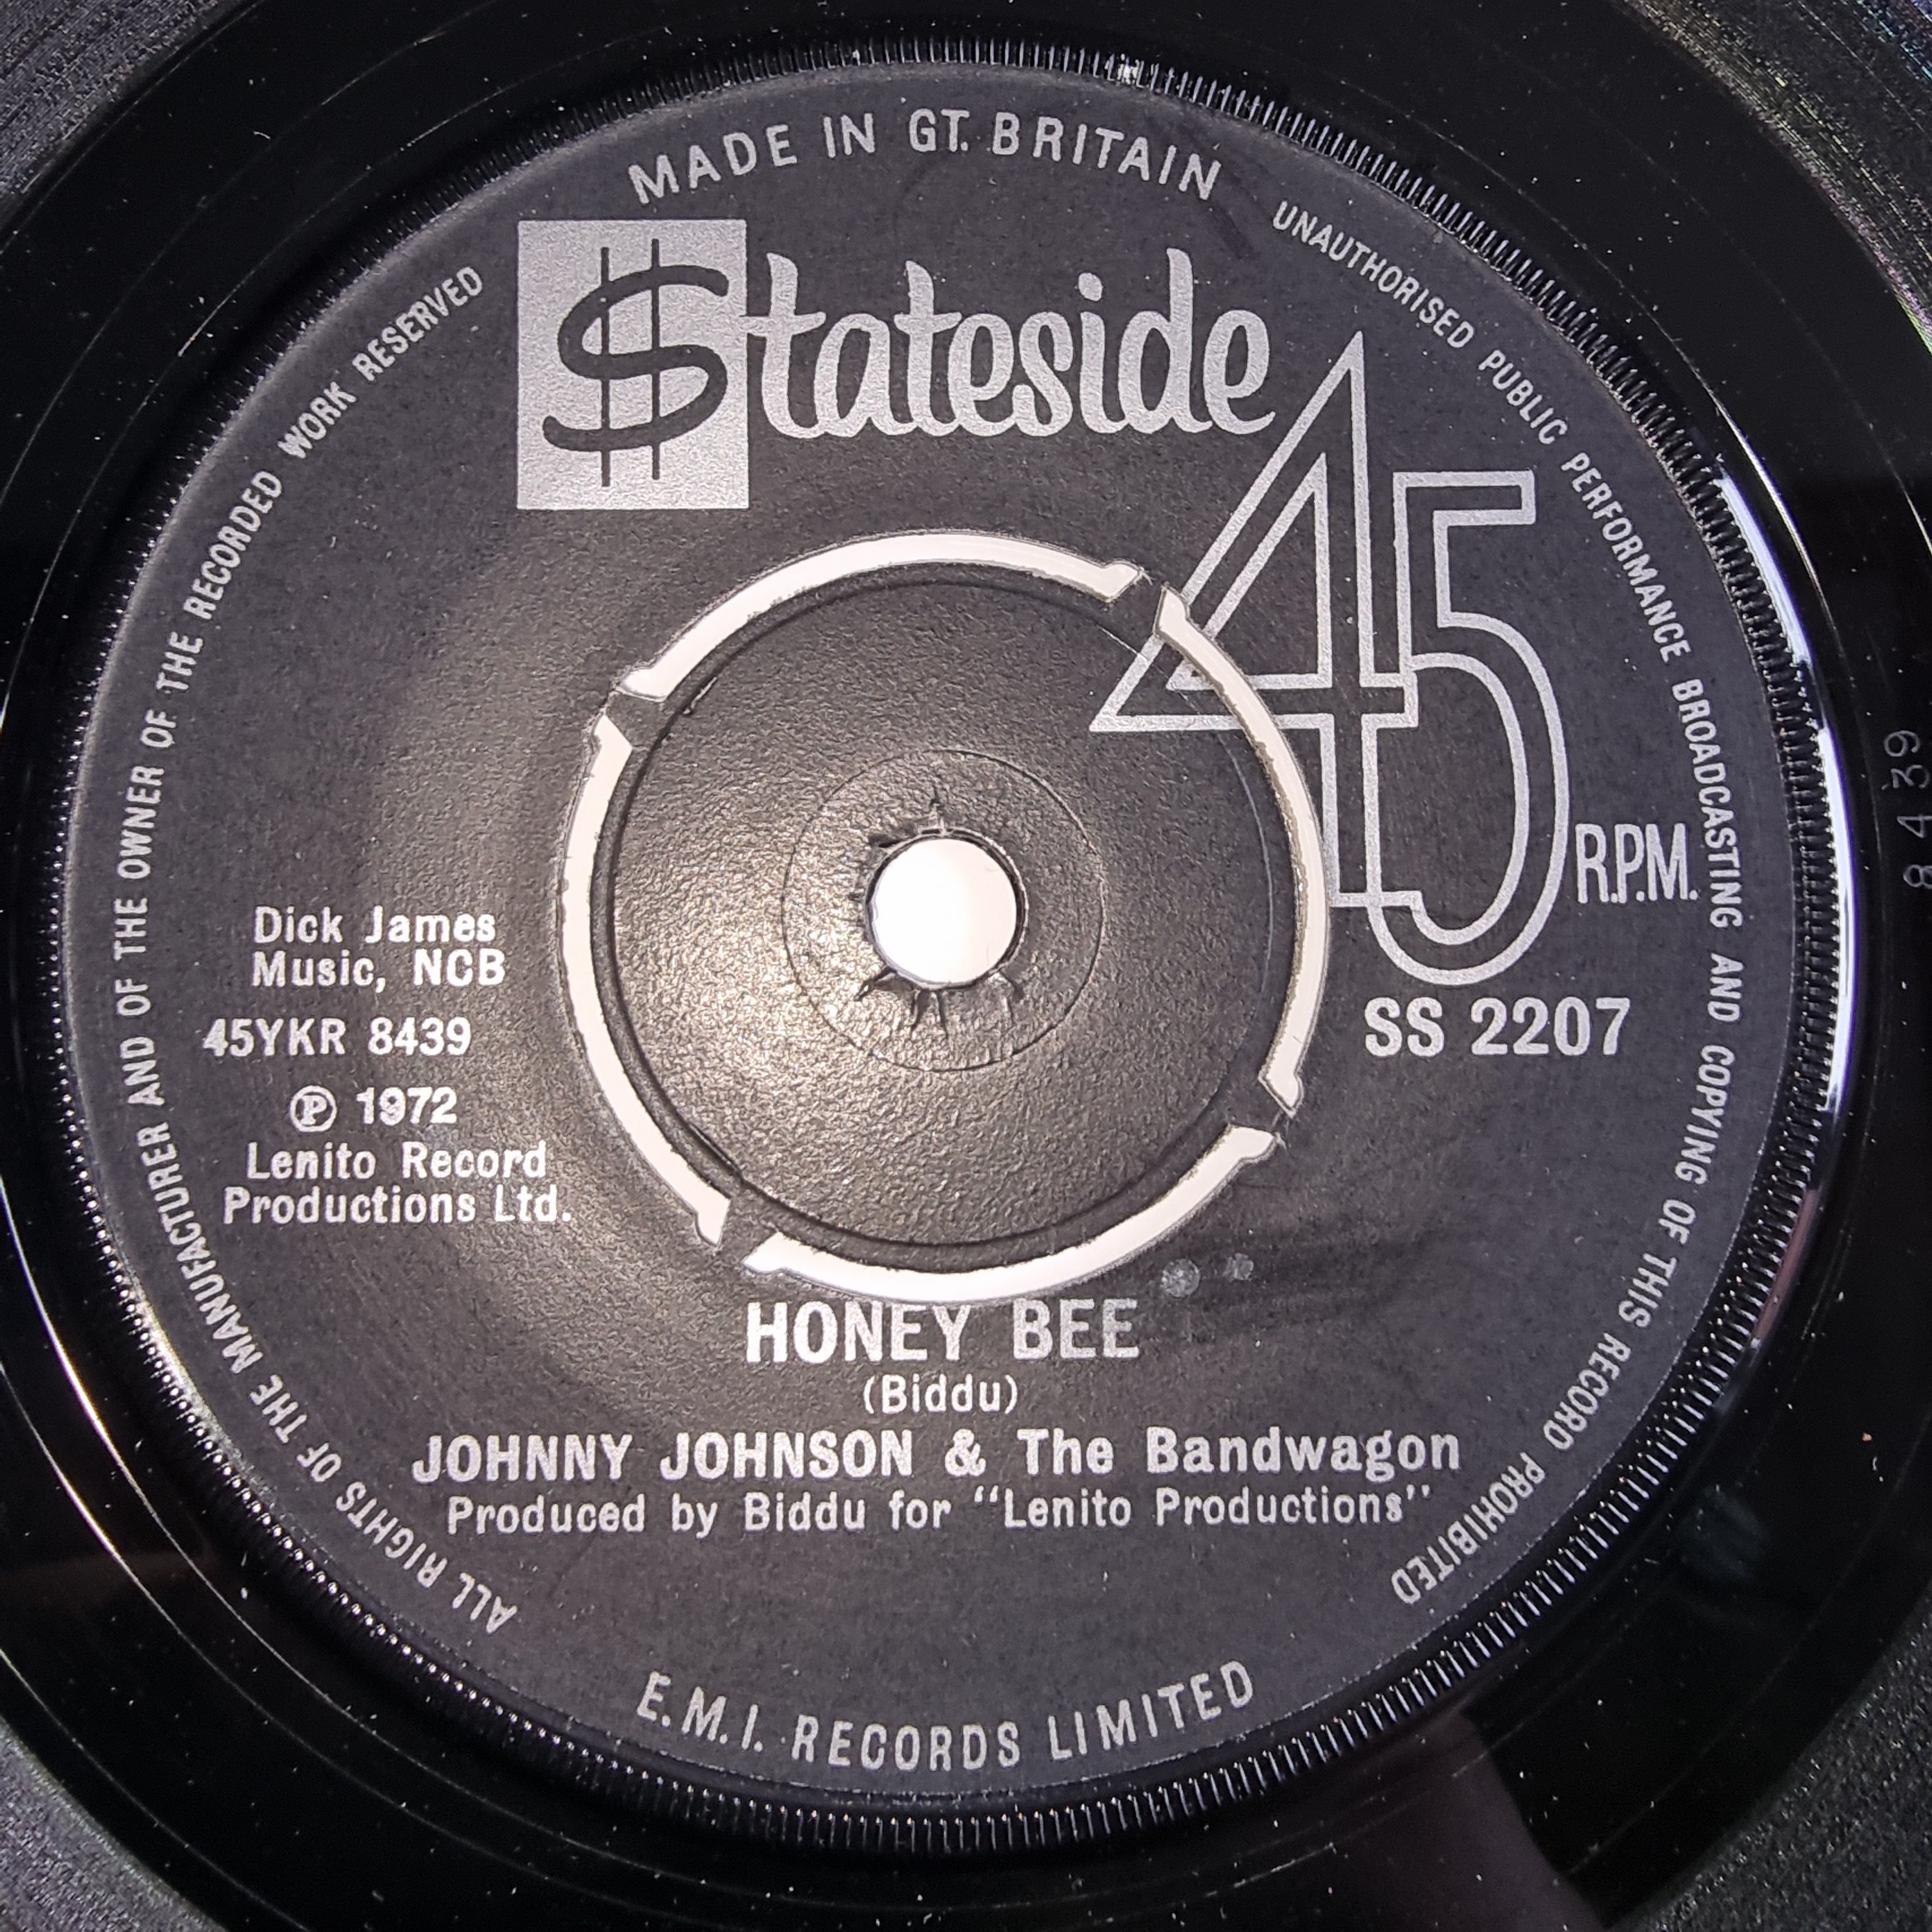 MADE IN GT. BRITAIN
UNAUTHORISED PUBLIC PERFORMANCE BROADCASTING AND COPYING OF THIS RECORD PROHIBITED
ALL RIGHTS OF THE MANUFACTURER AND OF THE OWNER OF THE RECORDED WORK RESERVED
Stateside
45
R.P.M.
8439
Dick James
Music, NCB
45YKR 8439
Ⓟ 1972
Lenito Record
Productions Ltd.
SS 2207
HONEY BEE
(Biddu)
JOHNNY JOHNSON & The Bandwagon
Produced by Biddu for “Lenito Productions”
E.M.I. RECORDS LIMITED